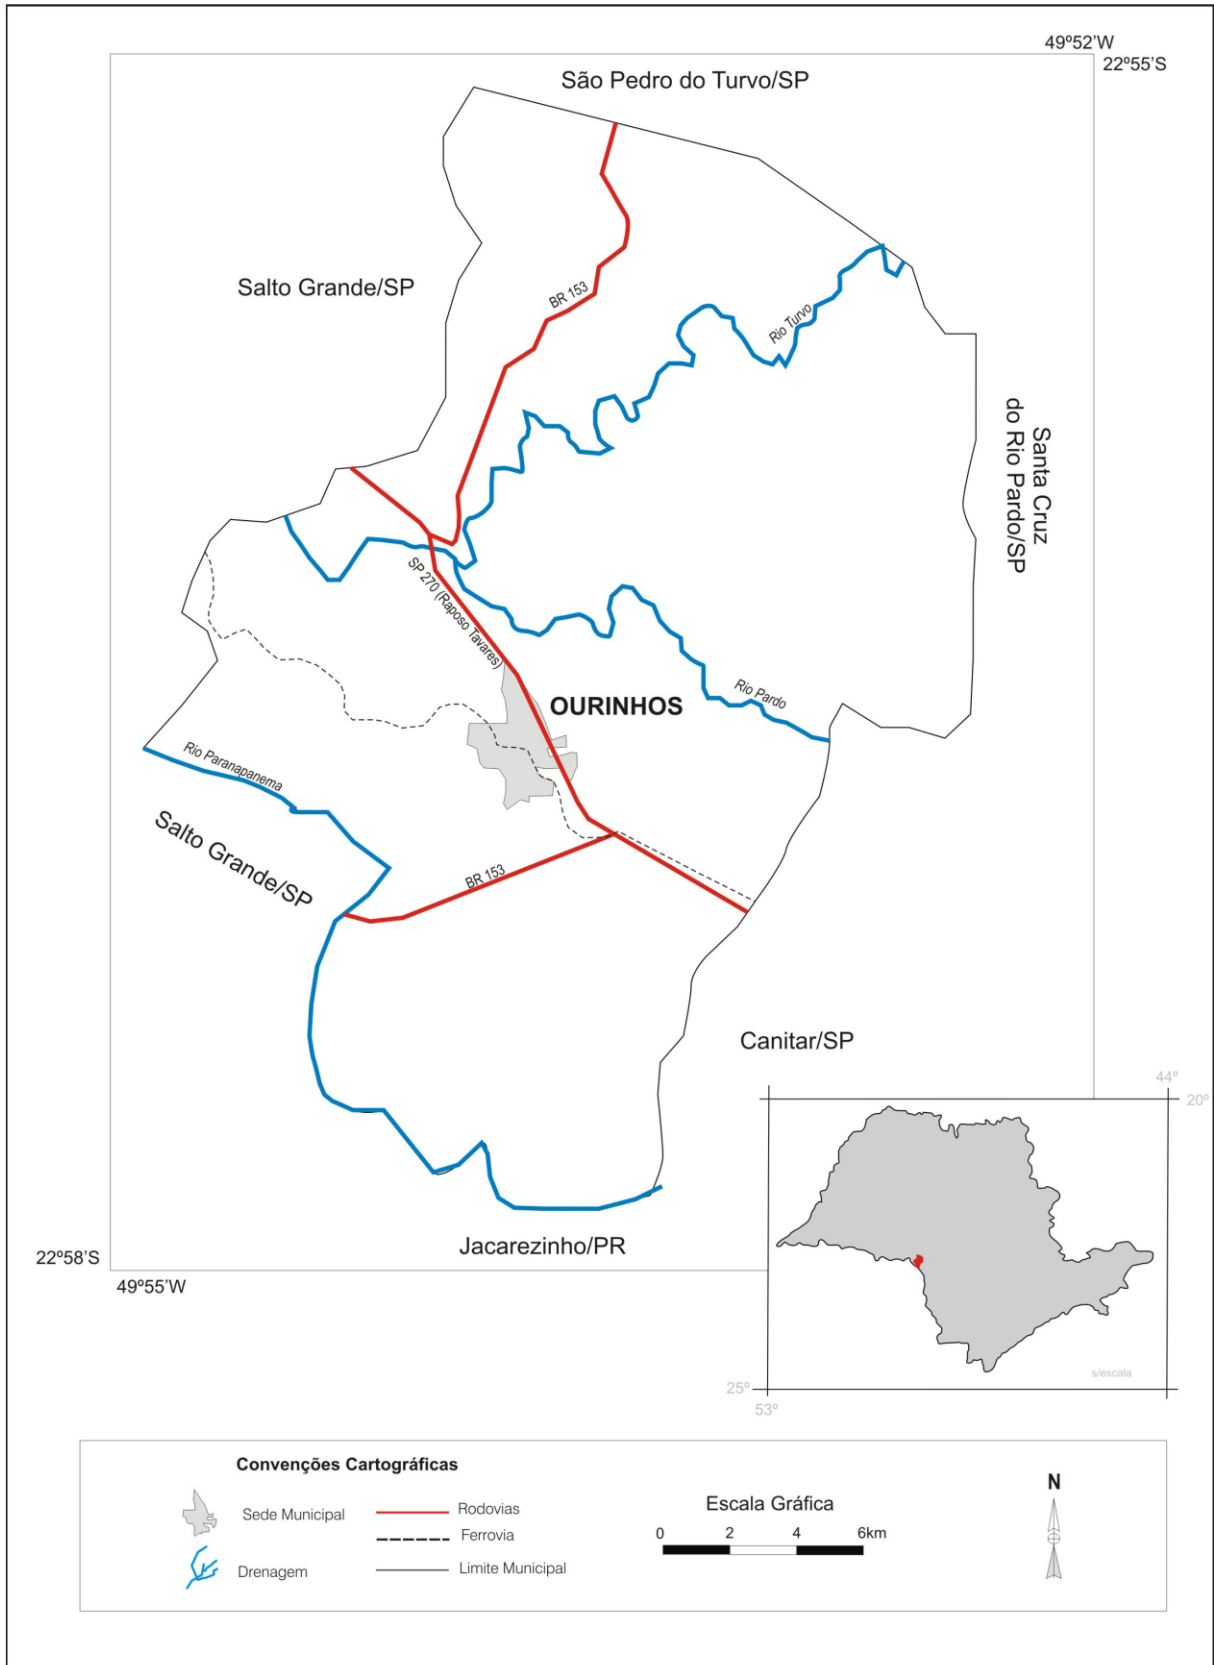 49º52'W
22º55'S
São Pedro do Turvo/SP
Salto Grande/SP
BR 153
Rio Turvo
Santa Cruz
do Rio Pardo/SP
SP 270 (Raposo Tavares)
OURINHOS
Rio Pardo
Rio Paranapanema
Salto Grande/SP
BR 153
Canitar/SP
44º
20º
Jacarezinho/PR
22º58'S
49º55'W
s/escala
25º
53º
Convenções Cartográficas
Sede Municipal
Rodovias
Ferrovia
Drenagem
Limite Municipal
Escala Gráfica
0 2 4 6km
N